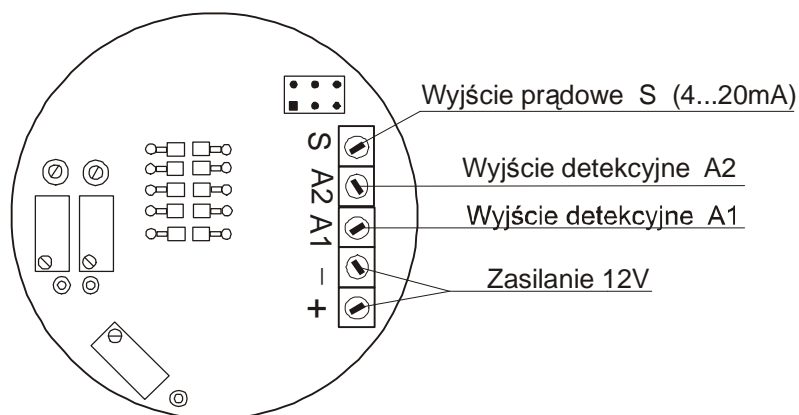 Wyjście prądowe S (4...20mA)
S
Wyjście detekcyjne A2
A2
Wyjście detekcyjne A1
A1
Zasilanie 12V
–
+